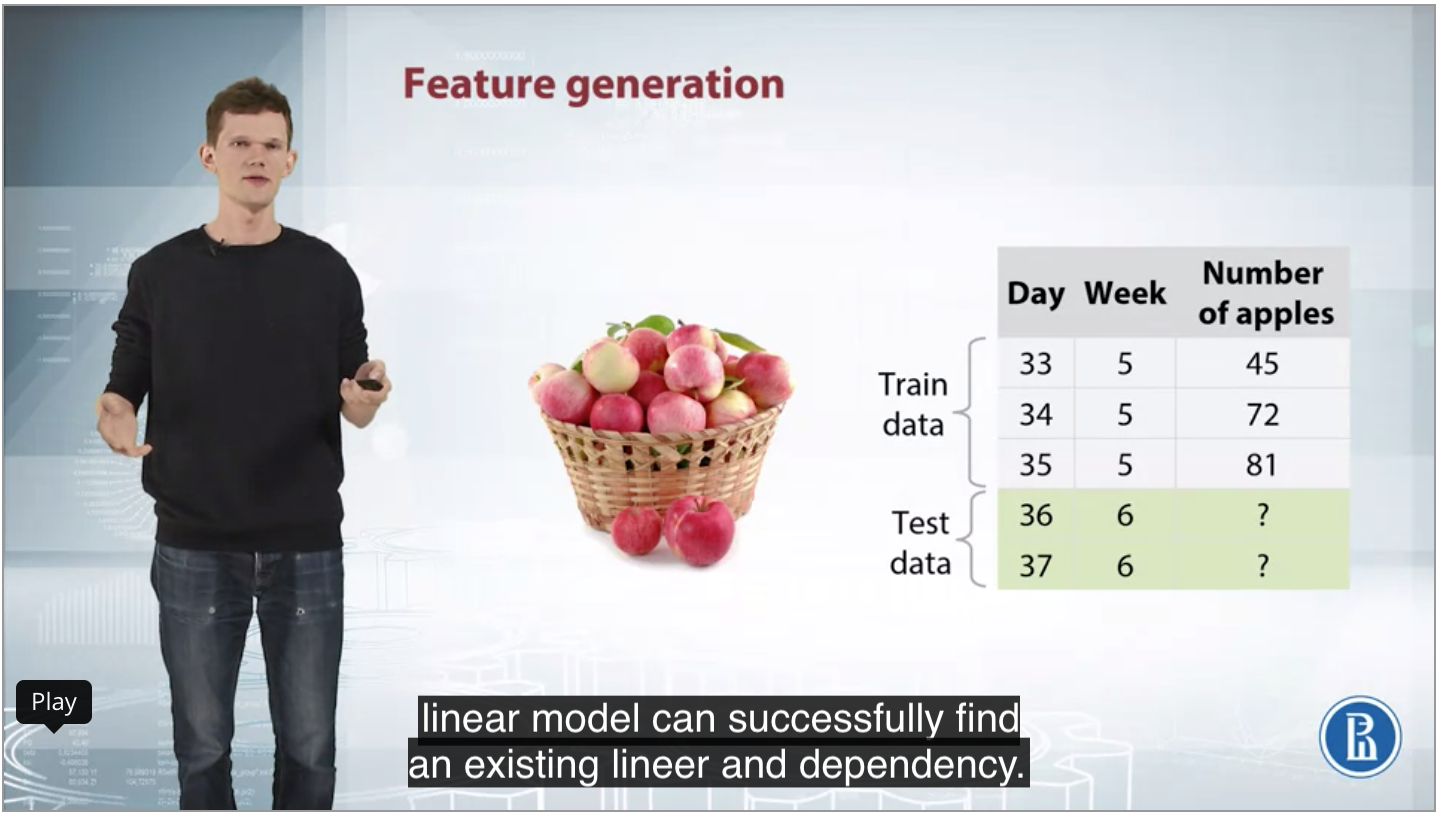 Feature generation
Day Week Number of apples
Train data
33 5 45
34 5 72
35 5 81
Test data
36 6 ?
37 6 ?
Play
linear model can successfully find
an existing lineer and dependency.